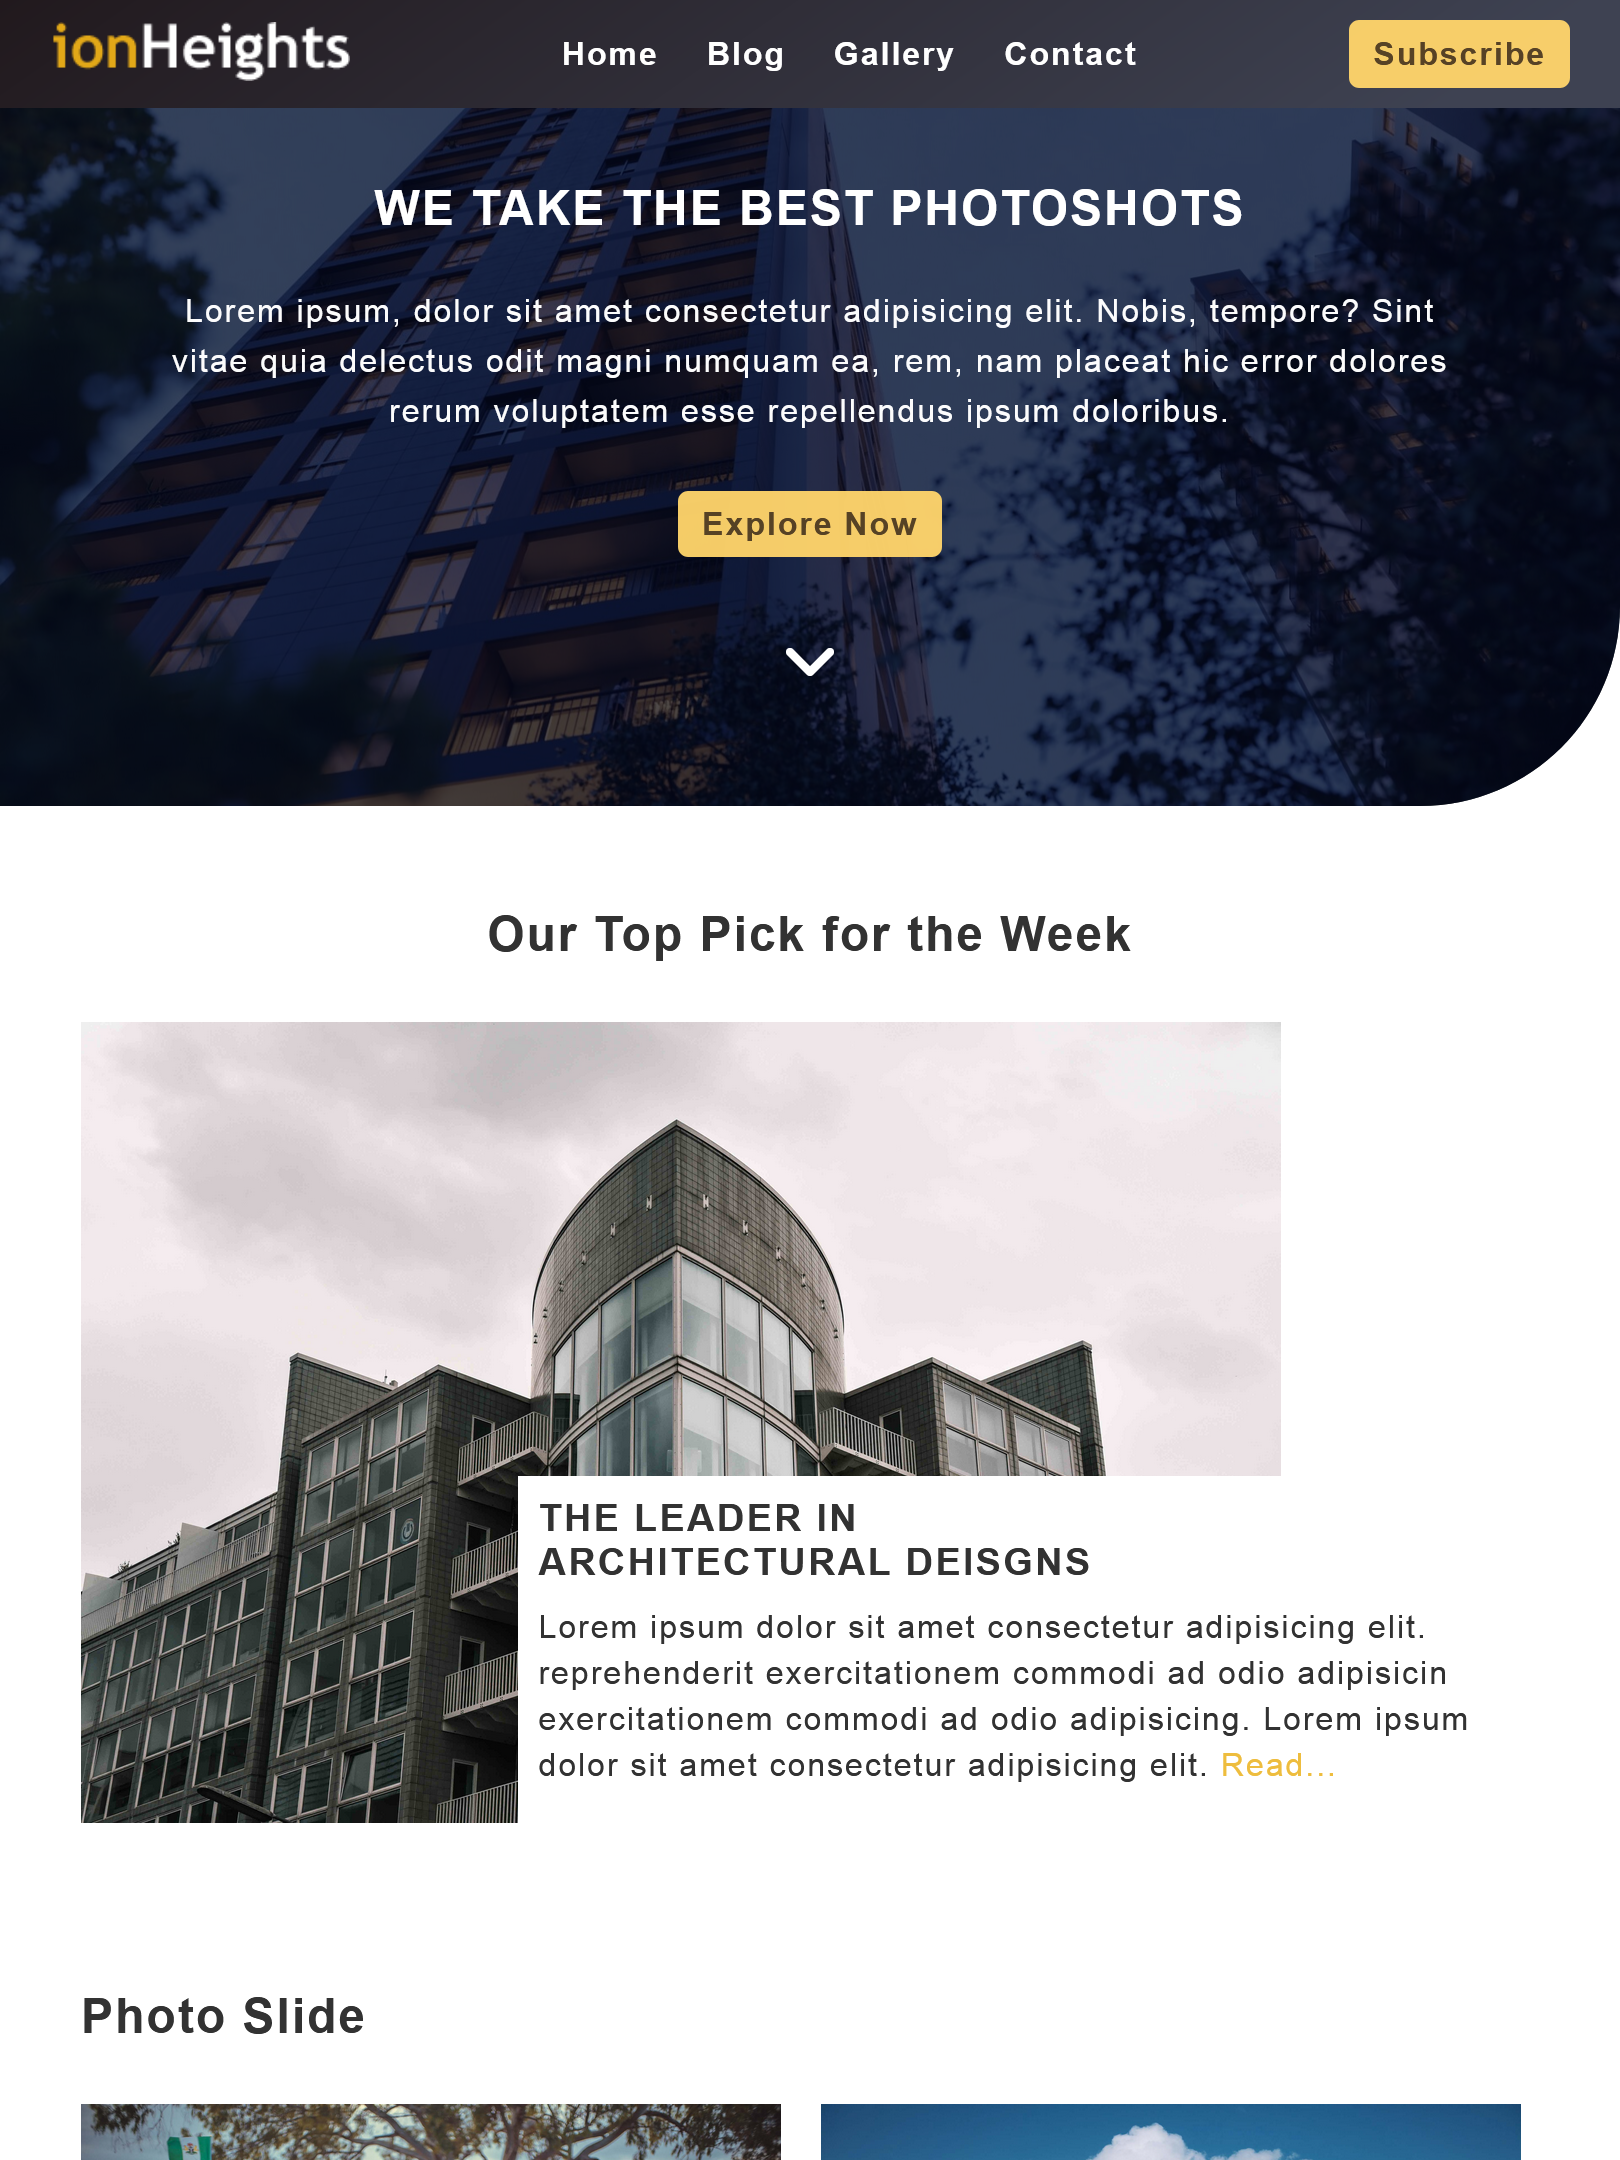 ionHeights
Home Blog Gallery Contact
Subscribe
WE TAKE THE BEST PHOTOSHOTS
Lorem ipsum, dolor sit amet consectetur adipisicing elit. Nobis, tempore? Sint
vitae quia delectus odit magni numquam ea, rem, nam placeat hic error dolores
rerum voluptatem esse repellendus ipsum doloribus.
Explore Now
Our Top Pick for the Week
THE LEADER IN
ARCHITECTURAL DEISGNS
Lorem ipsum dolor sit amet consectetur adipisicing elit.
reprehenderit exercitationem commodi ad odio adipisicin
exercitationem commodi ad odio adipisicing. Lorem ipsum
dolor sit amet consectetur adipisicing elit. Read...
Photo Slide